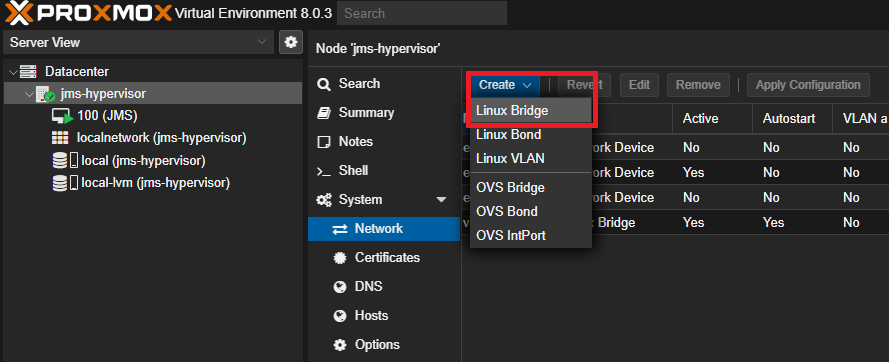 PROXMOX Virtual Environment 8.0.3 Search
Server View
Node 'jms-hypervisor'
Datacenter
jms-hypervisor
100 (JMS)
localnetwork (jms-hypervisor)
local (jms-hypervisor)
local-lvm (jms-hypervisor)
Search
Summary
Notes
Shell
System
Network
Certificates
DNS
Hosts
Options
Create Revert Edit Remove Apply Configuration
Linux Bridge
Linux Bond
Linux VLAN
OVS Bridge
OVS Bond
OVS IntPort
Active Autostart VLAN a
Device No No No
Device Yes No No
Device No No No
Bridge Yes Yes No